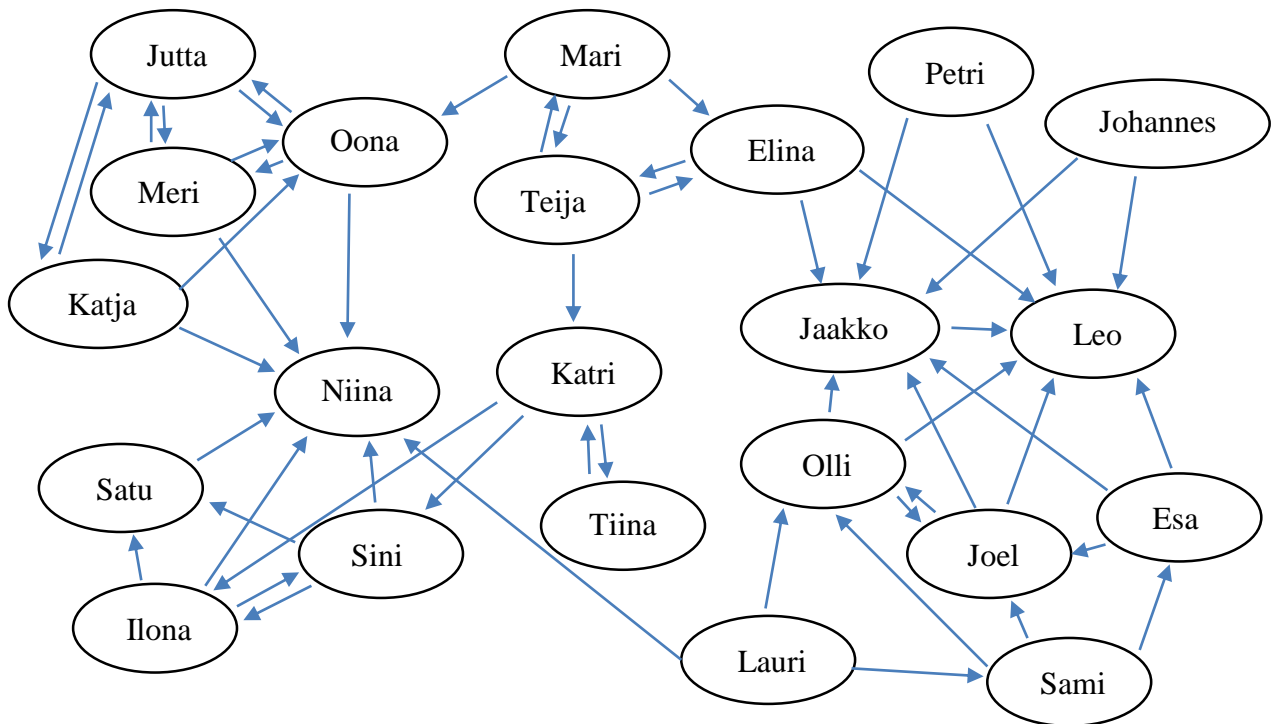 Jutta
Mari
Petri
Johannes
Oona
Elina
Meri
Teija
Katja
Jaakko
Leo
Niina
Katri
Satu
Olli
Tiina
Esa
Sini
Joel
Ilona
Lauri
Sami